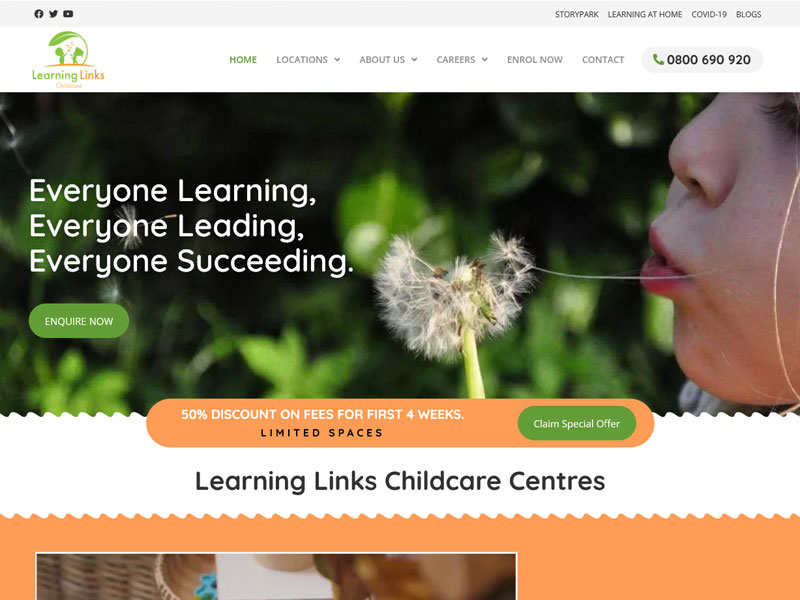 STORYPARK LEARNING AT HOME COVID-19 BLOGS
Learning Links
Childcare
HOME LOCATIONS ABOUT US CAREERS ENROL NOW CONTACT 0800 690 920
Everyone Learning,
Everyone Leading,
Everyone Succeeding.
ENQUIRE NOW
50% DISCOUNT ON FEES FOR FIRST 4 WEEKS.
LIMITED SPACES
Claim Special Offer
Learning Links Childcare Centres